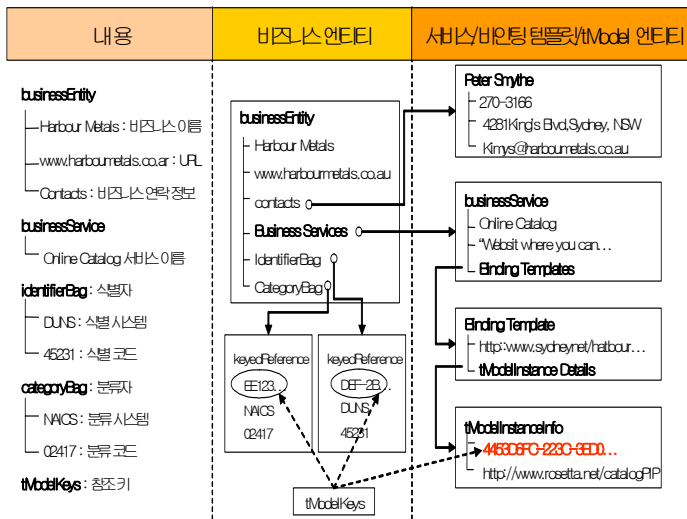 내용
비즈니스 엔티티
서비스/바인딩 템플릿/tModel 엔티티
businessEntity
Harbour Metals : 비즈니스 이름
www.harbourmetals.co.ar : URL
Contacts : 비즈니스 연락 정보
businessService
Online Catalog 서비스 이름
identifierBag : 식별자
DUNS : 식별 시스템
45231 : 식별 코드
categoryBag : 분류자
NAICS : 분류 시스템
02417 : 분류 코드
tModelKeys : 참조 키
businessEntity
Harbour Metals
www.harbourmetals.co.au
contacts
Business Services
IdentifierBag
CategoryBag
keyedReference
EE123...
NAICS
02417
keyedReference
DEF-2B...
DUNS
45231
tModelKeys
Peter Smythe
270-3166
4281King's Blvd,Sydney, NSW
Kimys@harbourmetals.co.au
businessService
Online Catalog
"Websit where you can...
Binding Templates
Binding Template
http:www.sydneynet/hatbour...
tModelInstance Details
tModelInstanceInfo
4453D6FC-223C-3ED0...
http://www.rosetta.net/catalogPIP